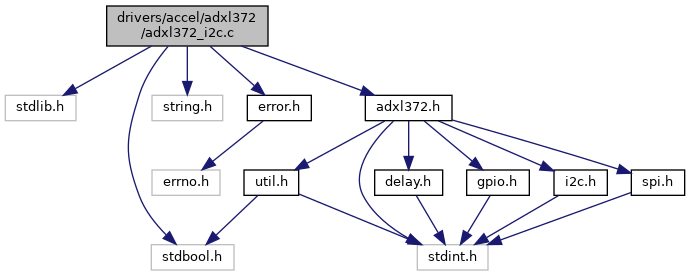 drivers/accel/adxl372
/adxl372_i2c.c
stdlib.h
string.h
error.h
adxl372.h
errno.h
util.h
delay.h
gpio.h
i2c.h
spi.h
stdbool.h
stdint.h